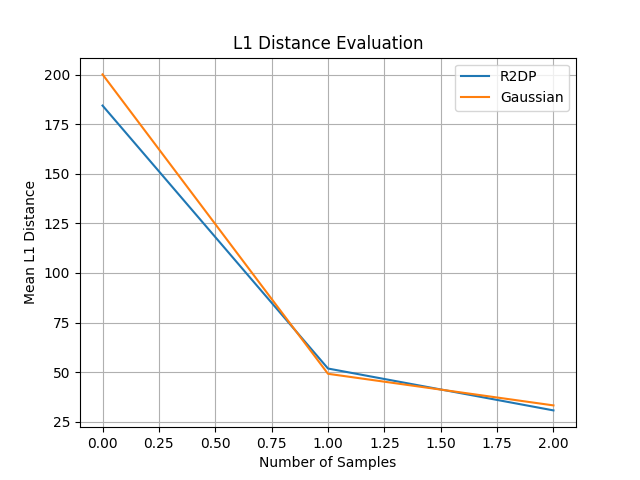 L1 Distance Evaluation
R2DP
Gaussian
Mean L1 Distance
200
175
150
125
100
75
50
25
0.00 0.25 0.50 0.75 1.00 1.25 1.50 1.75 2.00
Number of Samples